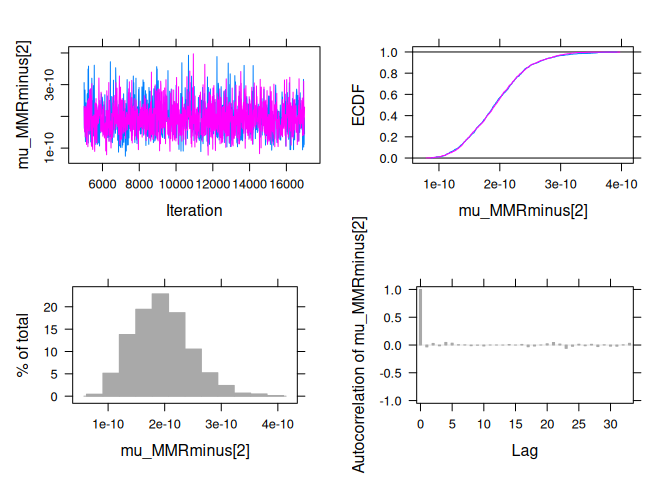 mu_MMRminus[2]
3e-10
1e-10
6000 8000 10000 12000 14000 16000
Iteration
ECDF
1.0
0.8
0.6
0.4
0.2
0.0
1e-10 2e-10 3e-10 4e-10
mu_MMRminus[2]
% of total
20
15
10
5
0
1e-10 2e-10 3e-10 4e-10
mu_MMRminus[2]
Autocorrelation of mu_MMRminus[2]
1.0
0.5
0.0
-0.5
-1.0
0 5 10 15 20 25 30
Lag